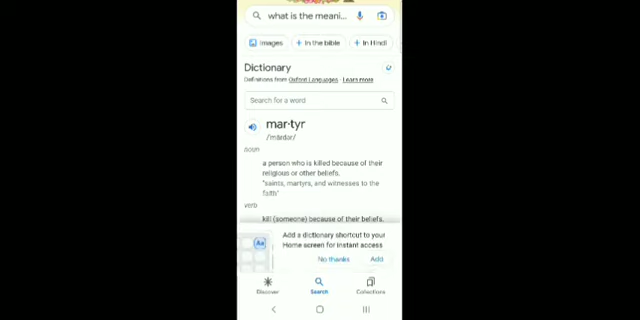 what is the meani...
Images
+ In the bible
+ In Hindi
Dictionary
Definitions from Oxford Languages · Learn more
Search for a word
mar·tyr
/ˈmärdər/
noun
a person who is killed because of their
religious or other beliefs.
"saints, martyrs, and witnesses to the
faith"
verb
kill (someone) because of their beliefs.
Add a dictionary shortcut to your
Home screen for instant access
Aa
No thanks
Add
Discover
Search
Collections